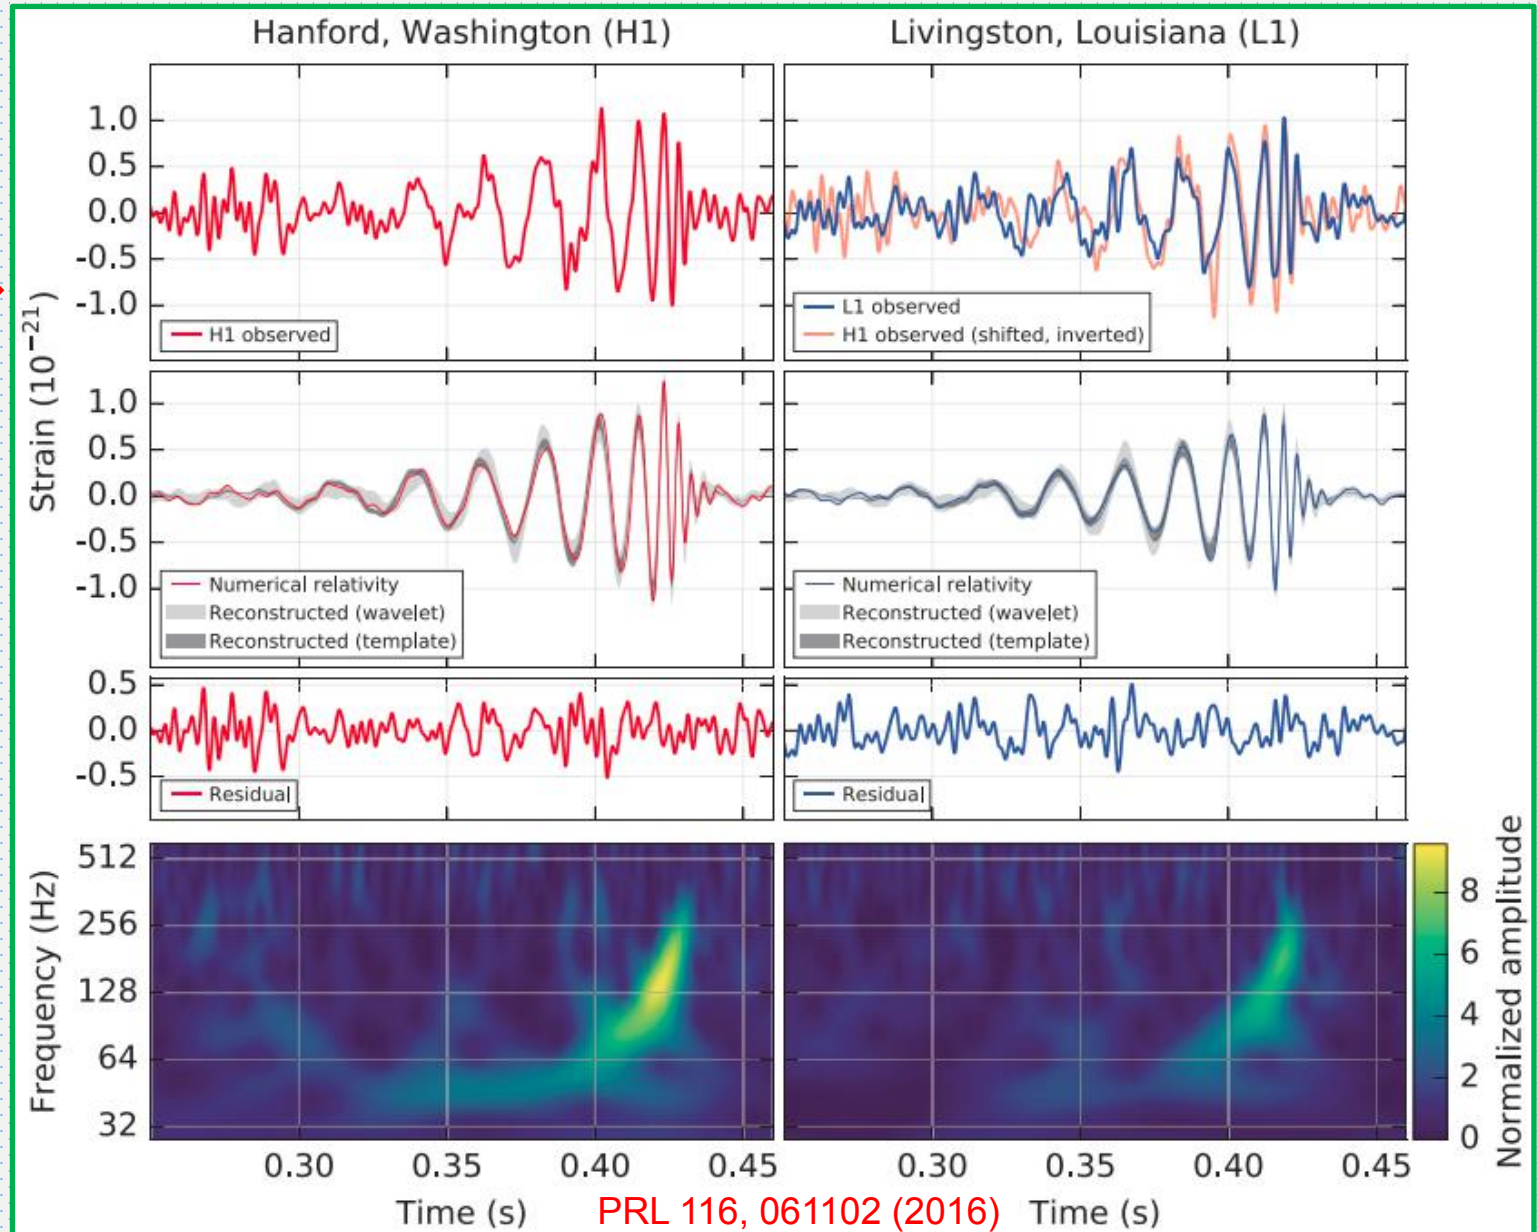 Hanford, Washington (H1)
Livingston, Louisiana (L1)
Strain (10⁻²¹)
1.0
0.5
0.0
-0.5
-1.0
H1 observed
L1 observed
H1 observed (shifted, inverted)
1.0
0.5
0.0
-0.5
-1.0
Numerical relativity
Reconstructed (wavelet)
Reconstructed (template)
Numerical relativity
Reconstructed (wavelet)
Reconstructed (template)
0.5
0.0
-0.5
Residual
Residual
Frequency (Hz)
512
256
128
64
32
Normalized amplitude
8
6
4
2
0
0.30 0.35 0.40 0.45
0.30 0.35 0.40 0.45
Time (s)
PRL 116, 061102 (2016)
Time (s)